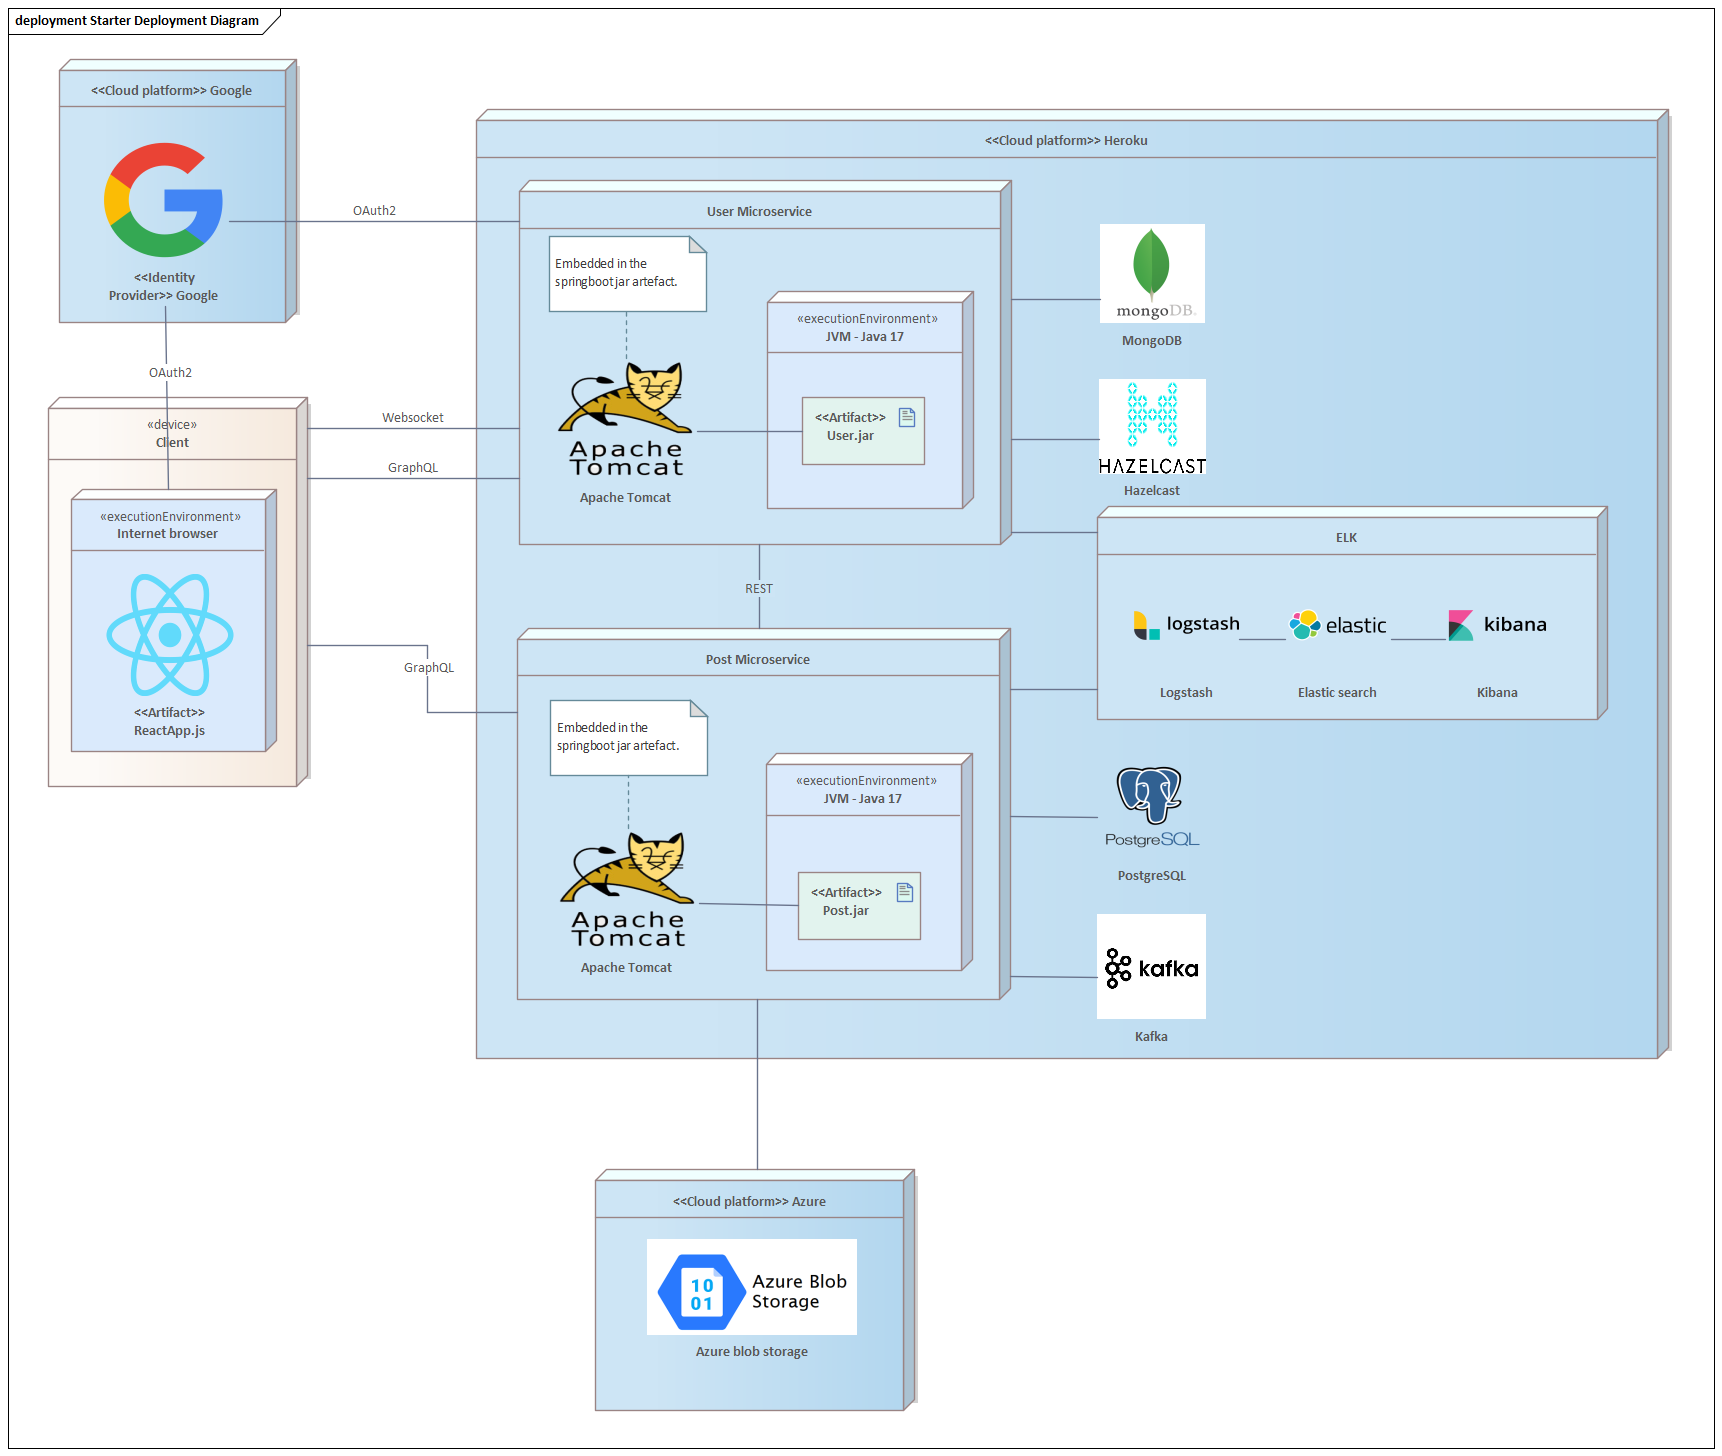 deployment Starter Deployment Diagram
<<Cloud platform>> Google
<<Identity
Provider>> Google
OAuth2
OAuth2
«device»
Client
«executionEnvironment»
Internet browser
<<Artifact>>
ReactApp.js
Websocket
GraphQL
GraphQL
<<Cloud platform>> Heroku
User Microservice
Embedded in the
springboot jar artefact.
Apache
Tomcat
Apache Tomcat
«executionEnvironment»
JVM - Java 17
<<Artifact>>
User.jar
REST
Post Microservice
Embedded in the
springboot jar artefact.
Apache
Tomcat
Apache Tomcat
«executionEnvironment»
JVM - Java 17
<<Artifact>>
Post.jar
mongoDB.
MongoDB
HAZELCAST
Hazelcast
ELK
logstash
elastic
kibana
Logstash
Elastic search
Kibana
PostgreSQL
PostgreSQL
kafka
Kafka
<<Cloud platform>> Azure
10
01
Azure Blob
Storage
Azure blob storage